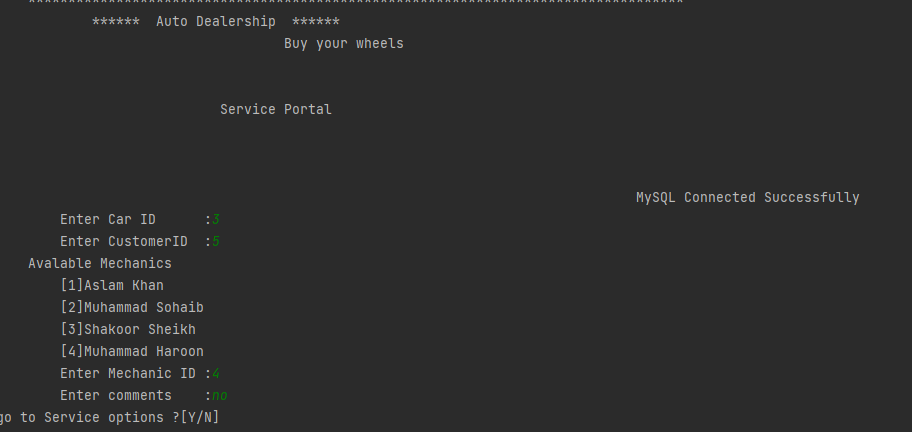 ************************************************************************************
****** Auto Dealership ******
Buy your wheels
Service Portal
MySQL Connected Successfully
Enter Car ID :3
Enter CustomerID :5
Avalable Mechanics
[1]Aslam Khan
[2]Muhammad Sohaib
[3]Shakoor Sheikh
[4]Muhammad Haroon
Enter Mechanic ID :4
Enter comments :no
go to Service options ?[Y/N]